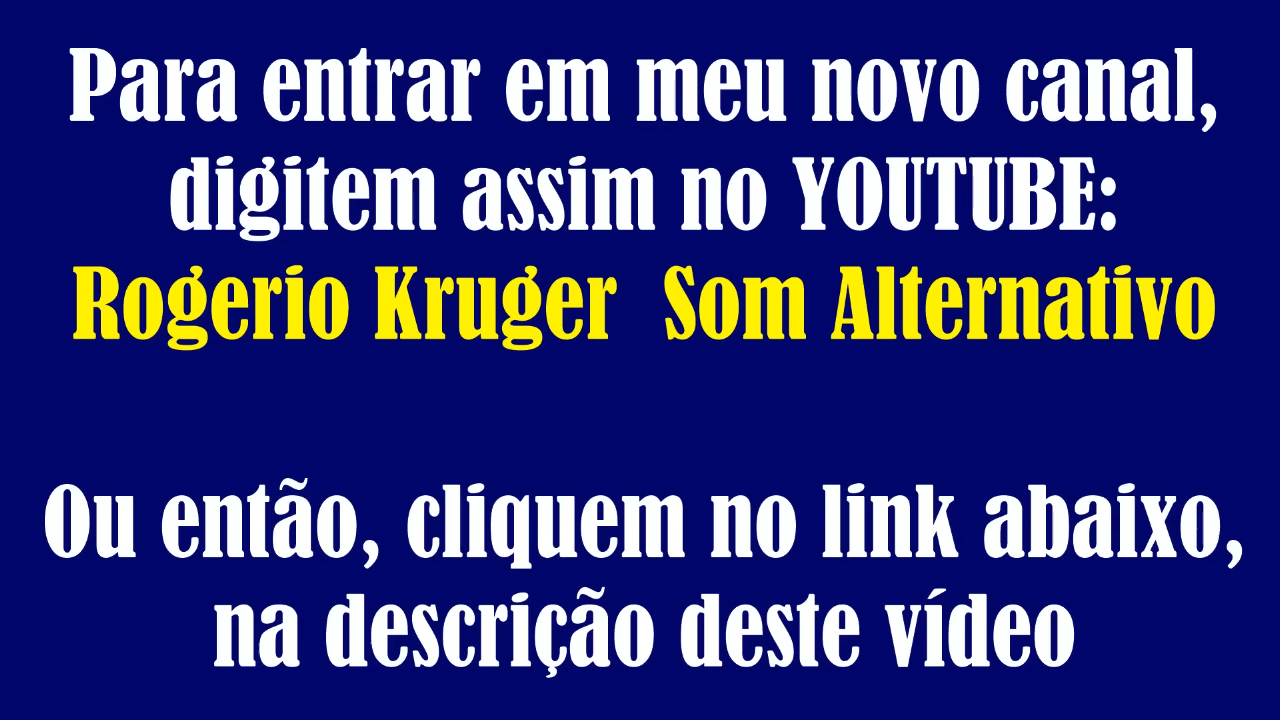 Para entrar em meu novo canal,
digitem assim no YOUTUBE:
Rogerio Kruger  Som Alternativo
Ou então, cliquem no link abaixo,
na descrição deste vídeo